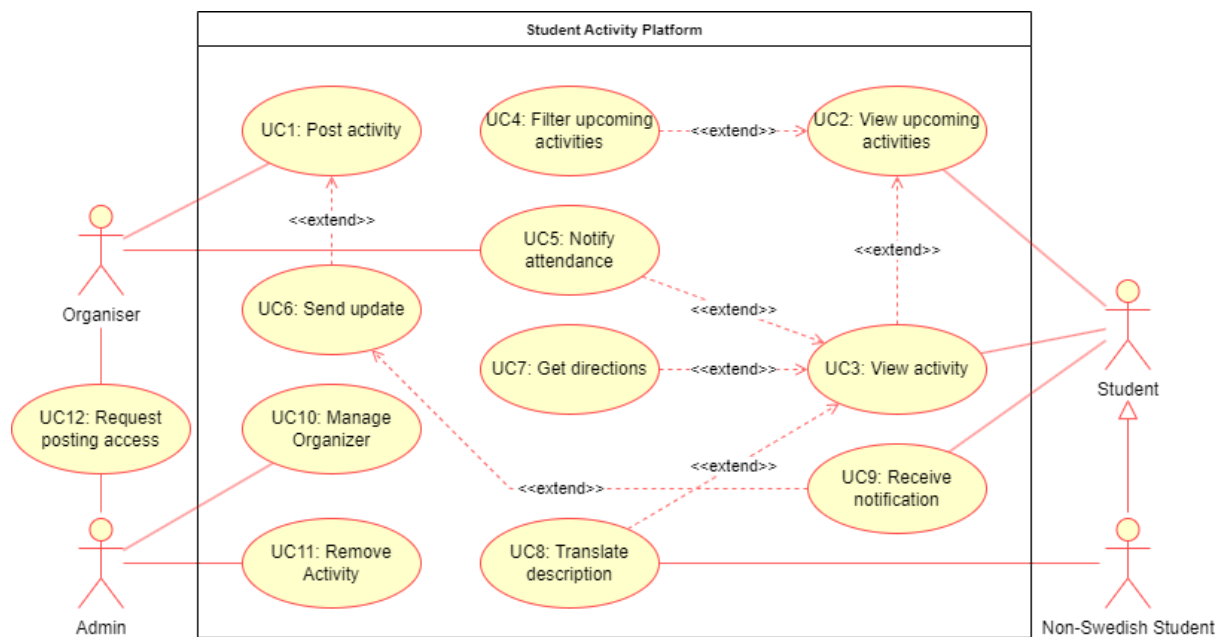 Student Activity Platform
UC1: Post activity
UC4: Filter upcoming
activities
<<extend>>
UC2: View upcoming
activities
<<extend>>
<<extend>>
UC5: Notify
attendance
Organiser
UC6: Send update
<<extend>>
UC7: Get directions
<<extend>>
UC3: View activity
Student
UC12: Request
posting access
UC10: Manage
Organizer
<<extend>>
<<extend>>
UC9: Receive
notification
UC11: Remove
Activity
UC8: Translate
description
Admin
Non-Swedish Student